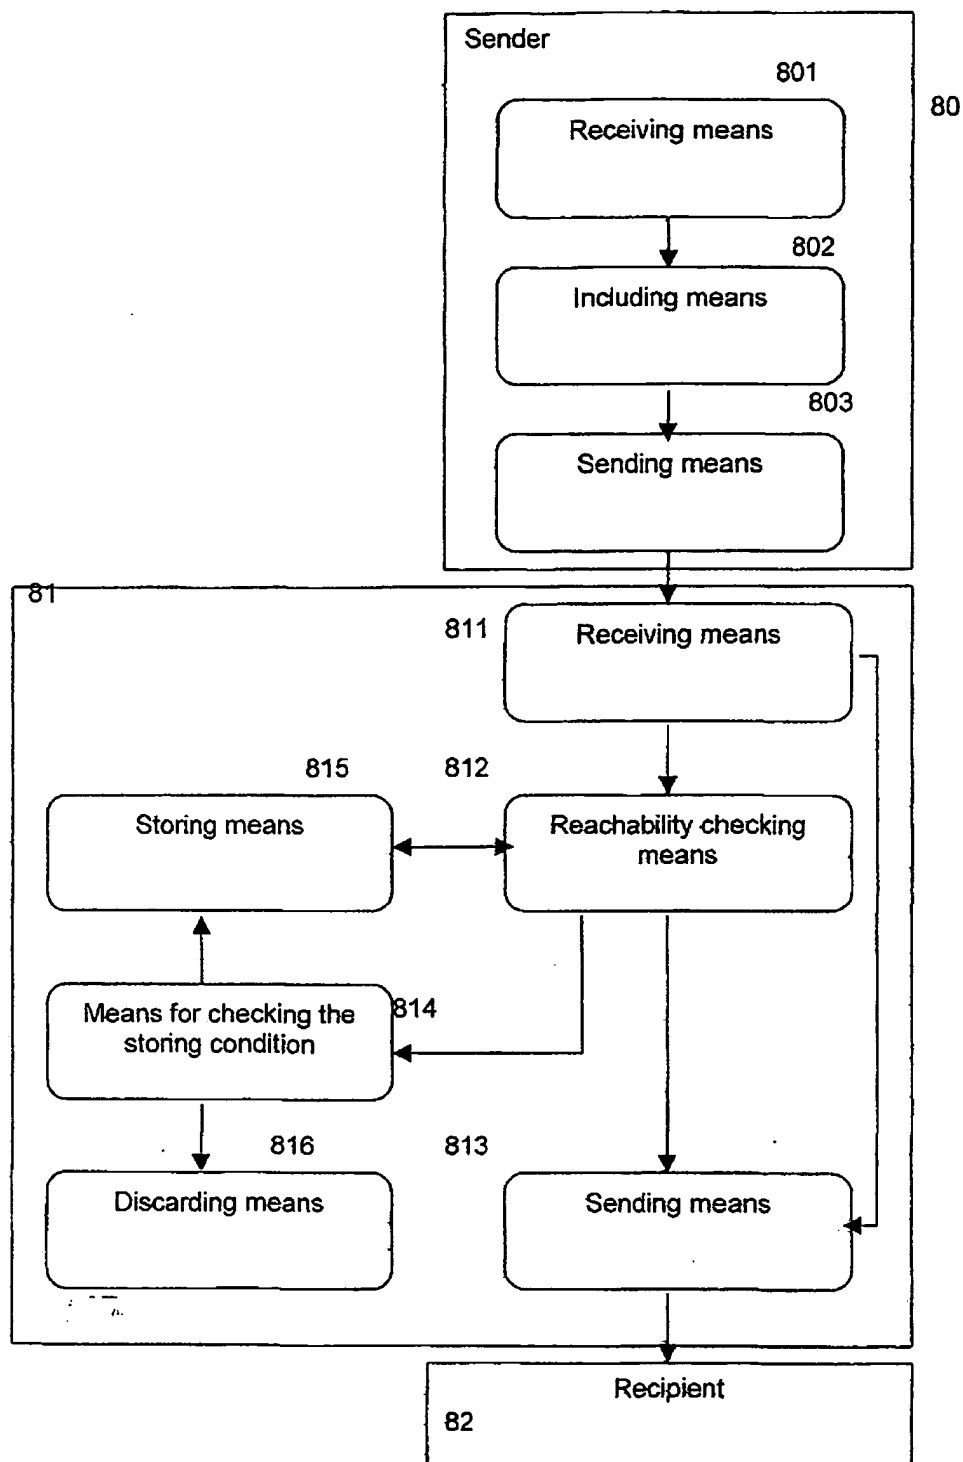 Sender
801
80
Receiving means
802
Including means
803
Sending means
81
811
Receiving means
815
812
Storing means
Reachability checking
means
814
Means for checking the
storing condition
816
813
Discarding means
Sending means
Recipient
82